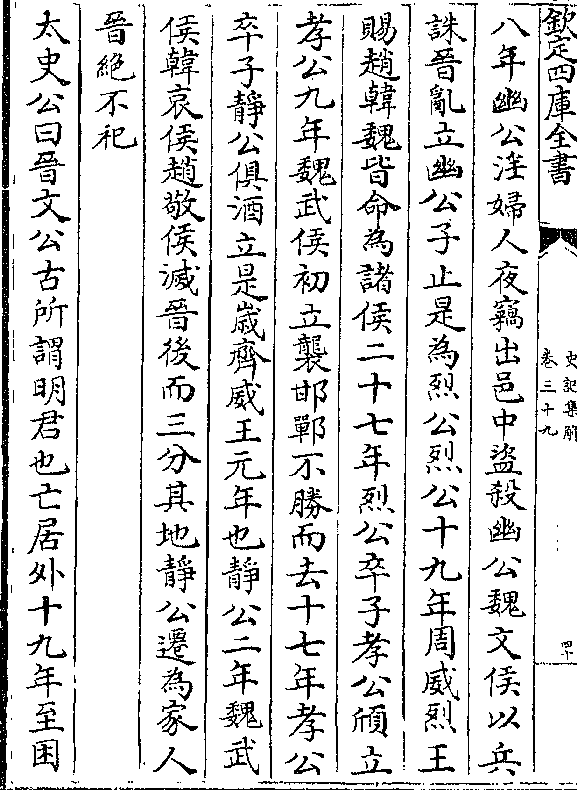 欽定四庫全書
史記集解
卷三十九
四十
八年幽公淫婦人夜竊出邑中盜殺幽公魏文侯以兵
誅晉亂立幽公子止是為烈公烈公十九年周威烈王
賜趙韓魏皆命為諸侯二十七年烈公卒子孝公頎立
孝公九年魏武侯初立襲邯鄲不勝而去十七年孝公
卒子靜公俱酒立是歲齊威王元年也靜公二年魏武
侯韓哀侯趙敬侯滅晉後而三分其地靜公遷為家人
晉絕不祀
太史公曰晉文公古所謂明君也亡居外十九年至困